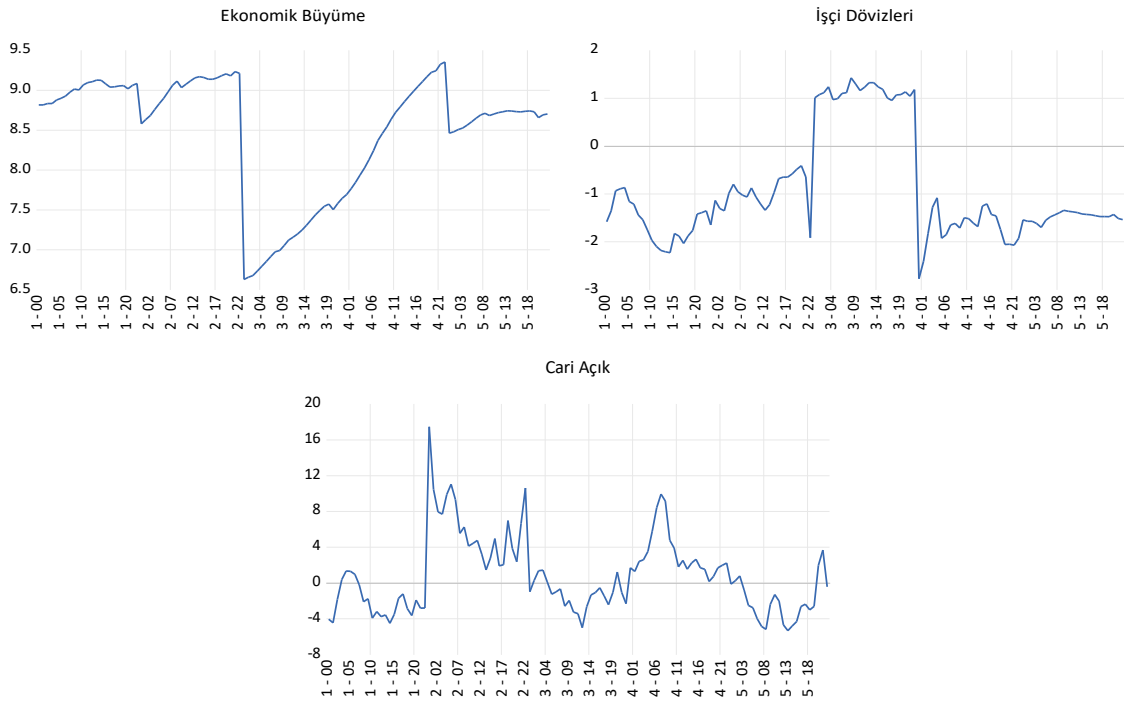 Ekonomik Büyüme
9.5
9.0
8.5
8.0
7.5
7.0
6.5
1 - 00
1 - 05
1 - 10
1 - 15
1 - 20
2 - 02
2 - 07
2 - 12
2 - 17
2 - 22
3 - 04
3 - 09
3 - 14
3 - 19
4 - 01
4 - 06
4 - 11
4 - 16
4 - 21
5 - 03
5 - 08
5 - 13
5 - 18
İşçi Dövizleri
2
1
0
-1
-2
-3
1 - 00
1 - 05
1 - 10
1 - 15
1 - 20
2 - 02
2 - 07
2 - 12
2 - 17
2 - 22
3 - 04
3 - 09
3 - 14
3 - 19
4 - 01
4 - 06
4 - 11
4 - 16
4 - 21
5 - 03
5 - 08
5 - 13
5 - 18
Cari Açık
20
16
12
8
4
0
-4
-8
1 - 00
1 - 05
1 - 10
1 - 15
1 - 20
2 - 02
2 - 07
2 - 12
2 - 17
2 - 22
3 - 04
3 - 09
3 - 14
3 - 19
4 - 01
4 - 06
4 - 11
4 - 16
4 - 21
5 - 03
5 - 08
5 - 13
5 - 18